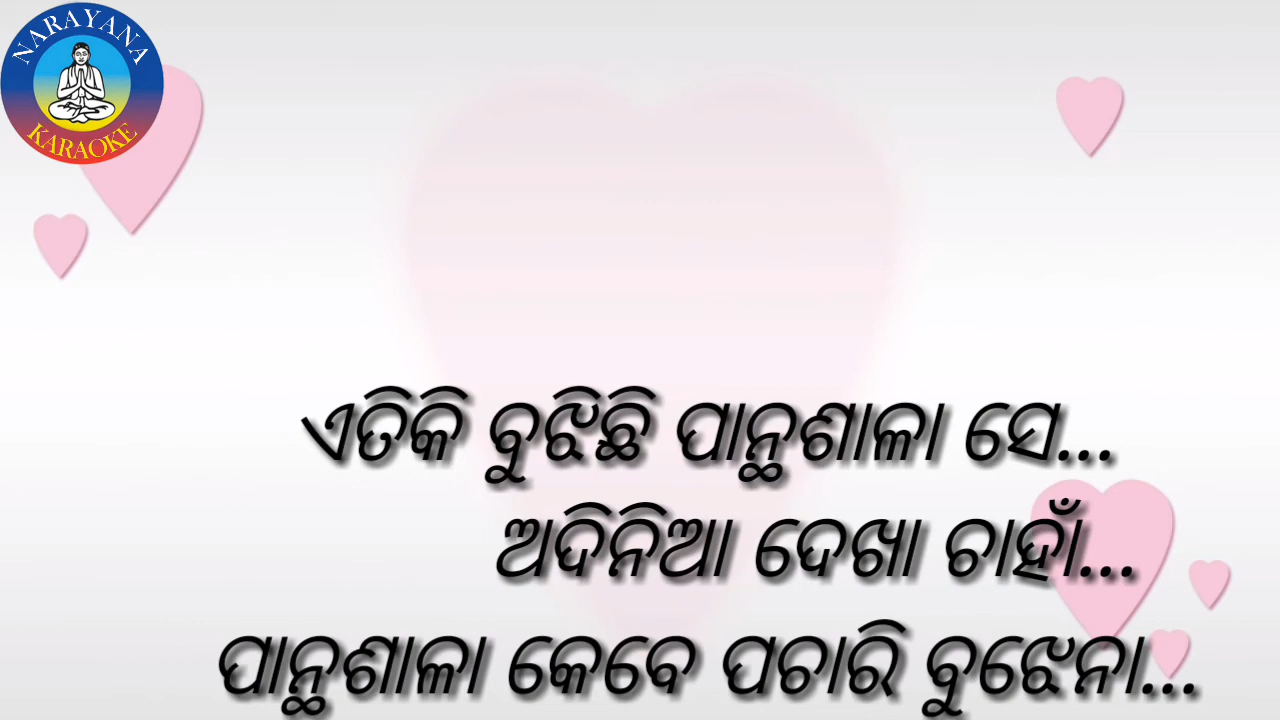 NARAYANA
KARAOKE
ଏତିକି ବୁଝିଛି ପାନ୍ଥଶାଳା ସେ...
ଅଦିନିଆ ଦେଖା ଚାହାଁ...
ପାନ୍ଥଶାଳା କେବେ ପଚାରି ବୁଝେନା...